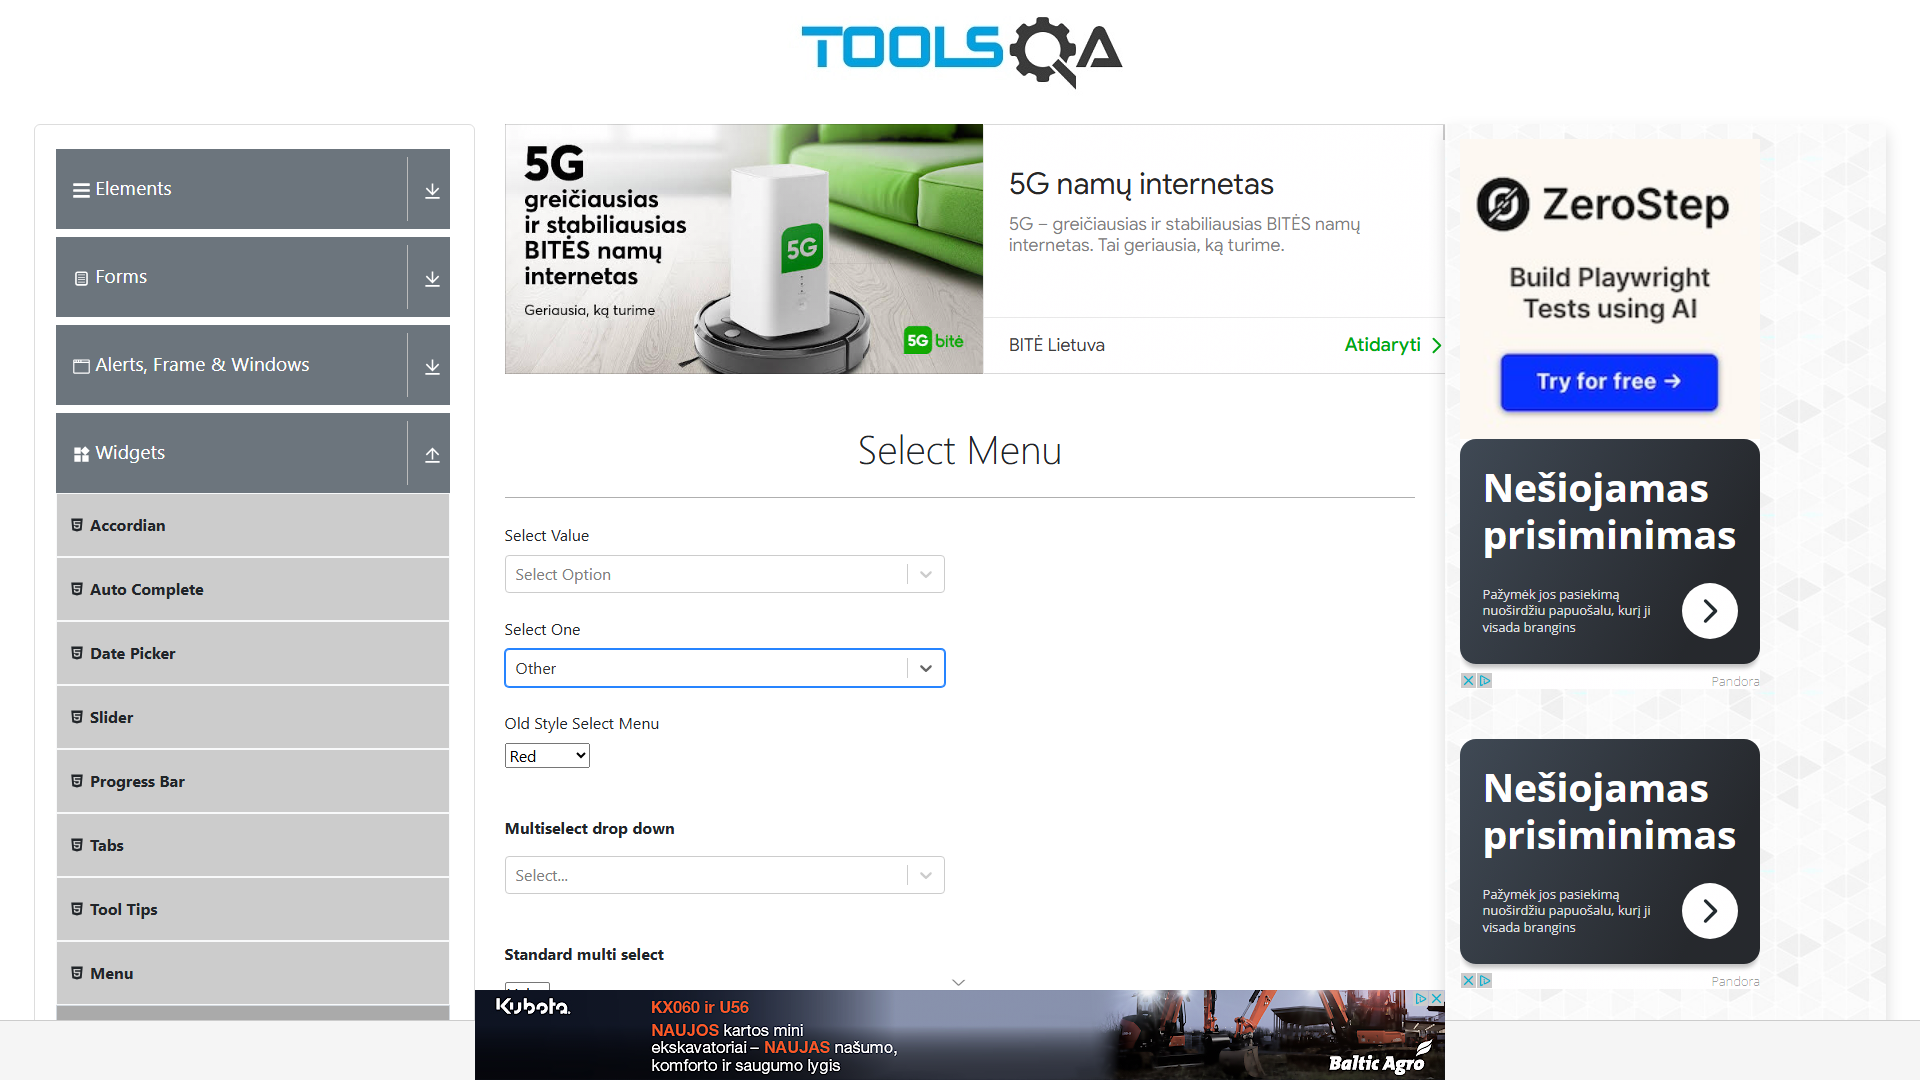 TOOLSQA
Elements
Forms
Alerts, Frame & Windows
Widgets
Accordian
Auto Complete
Date Picker
Slider
Progress Bar
Tabs
Tool Tips
Menu
5G
greičiausias
ir stabiliausias
BITĖS namų
internetas
Geriausia, ką turime
5G
5G bitė
5G namų internetas
5G – greičiausias ir stabiliausias BITĖS namų
internetas. Tai geriausia, ką turime.
BITĖ Lietuva
Atidaryti
Select Menu
Select Value
Select Option
Select One
Other
Old Style Select Menu
Red
Multiselect drop down
Select...
Standard multi select
Kubota.
KX060 ir U56
NAUJOS kartos mini
ekskavatoriai – NAUJAS našumo,
komforto ir saugumo lygis
Baltic Agro
ZeroStep
Build Playwright
Tests using AI
Try for free →
Nešiojamas
prisiminimas
Pažymėk jos pasiekimą
nuoširdžiu papuošalu, kurį ji
visada brangins
Pandora
Nešiojamas
prisiminimas
Pažymėk jos pasiekimą
nuoširdžiu papuošalu, kurį ji
visada brangins
Pandora